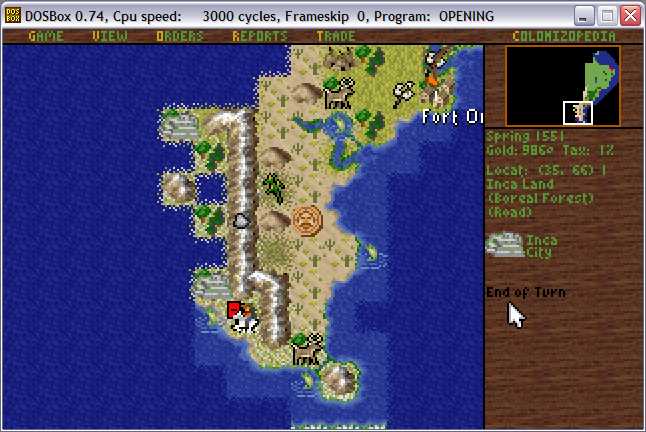 DOSBox 0.74, Cpu speed: 3000 cycles, Frameskip 0, Program: OPENING
GAME VIEW ORDERS REPORTS TRADE COLONIZOPEDIA
Fort
Spring 1551
Gold: 986 Tax: 1%
Locat: (35, 66) 1
Inca Land
(Boreal Forest)
(Road)
Inca
City
End of Turn